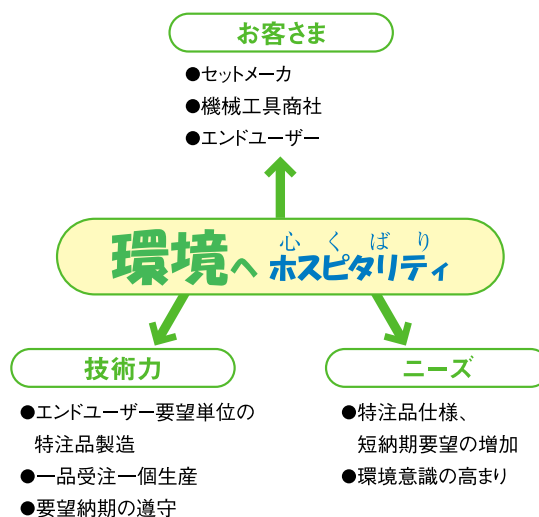 お客さま
●セットメーカ
●機械工具商社
●エンドユーザー
心くばり
環境へ ホスピタリティ
技術力
●エンドユーザー要望単位の
特注品製造
●一品受注一個生産
●要望納期の遵守
ニーズ
●特注品仕様、
短納期要望の増加
●環境意識の高まり